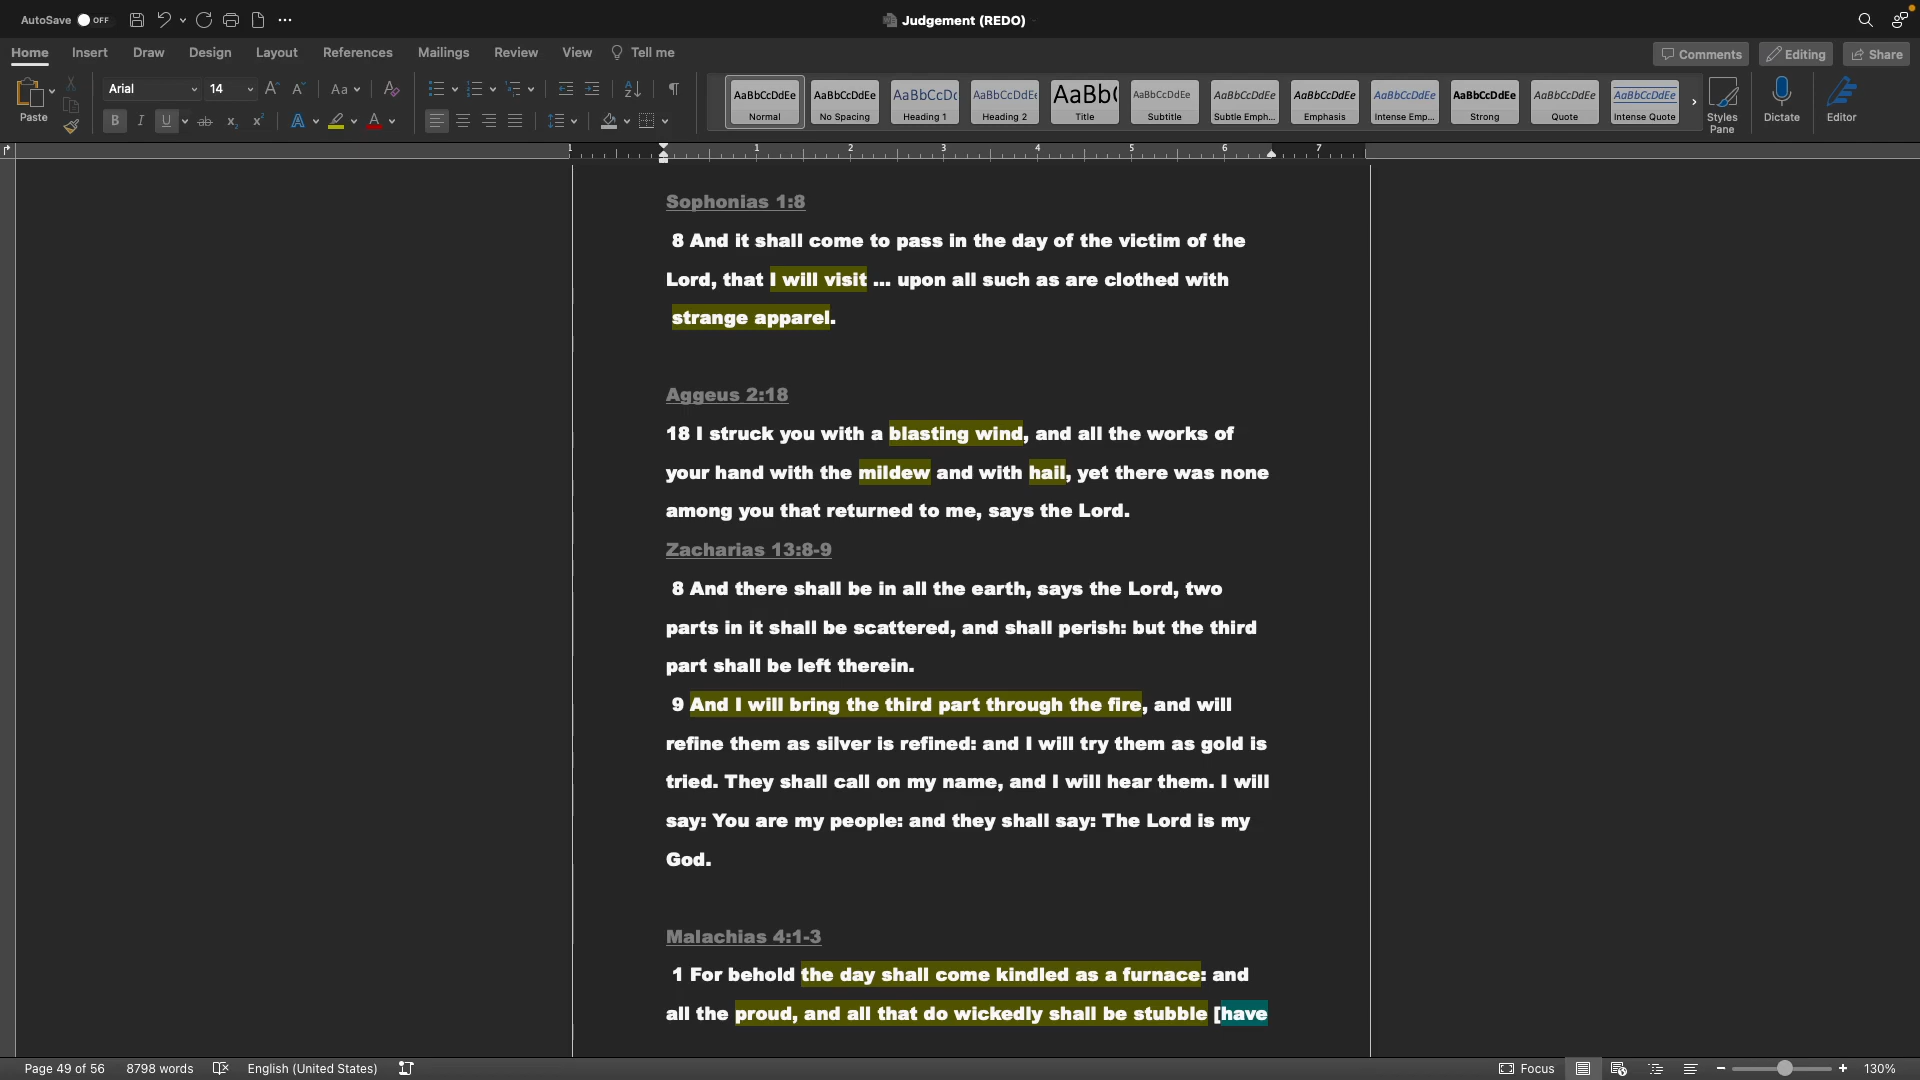 AutoSave OFF
Judgement (REDO)
Home Insert Draw Design Layout References Mailings Review View Tell me
Comments Editing Share
Paste
Arial 14
Aa
AaBbCcDdEe AaBbCcDdEe AaBbCcDc AaBbCcDdEe AaBb( AaBbCcDdEe AaBbCcDdEe AaBbCcDdEe AaBbCcDdEe AaBbCcDdEe AaBbCcDdEe AaBbCcDdEe
Normal No Spacing Heading 1 Heading 2 Title Subtitle Subtle Emph... Emphasis Intense Emp... Strong Quote Intense Quote
Styles Pane
Dictate
Editor
B I U ab x₂ x² A A
1 1 2 3 4 5 6 7
Sophonias 1:8
8 And it shall come to pass in the day of the victim of the
Lord, that I will visit ... upon all such as are clothed with
strange apparel.
Aggeus 2:18
18 I struck you with a blasting wind, and all the works of
your hand with the mildew and with hail, yet there was none
among you that returned to me, says the Lord.
Zacharias 13:8-9
8 And there shall be in all the earth, says the Lord, two
parts in it shall be scattered, and shall perish: but the third
part shall be left therein.
9 And I will bring the third part through the fire, and will
refine them as silver is refined: and I will try them as gold is
tried. They shall call on my name, and I will hear them. I will
say: You are my people: and they shall say: The Lord is my
God.
Malachias 4:1-3
1 For behold the day shall come kindled as a furnace: and
all the proud, and all that do wickedly shall be stubble [have
Page 49 of 56 8798 words English (United States) Focus 130%